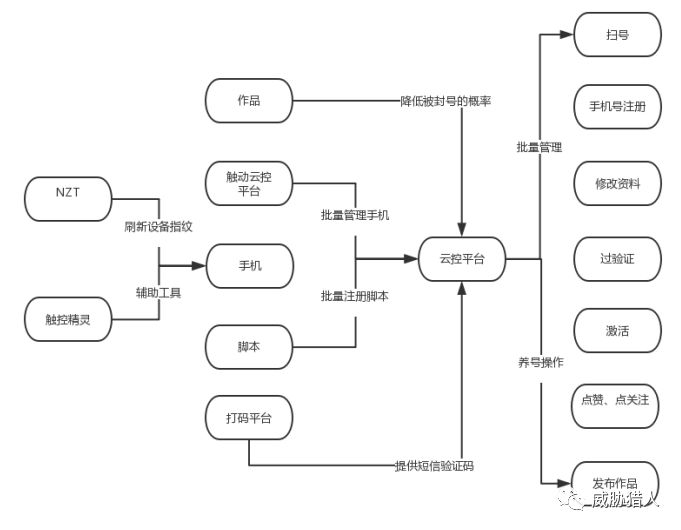 扫号
作品
降低被封号的概率
手机号注册
批量管理
触动云控
平台
修改资料
NZT
批量管理手机
刷新设备指纹
云控平台
手机
过验证
辅助工具
批量注册脚本
触控精灵
激活
脚本
养号操作
点赞、点关注
打码平台
提供短信验证码
发布作品
威胁猎人